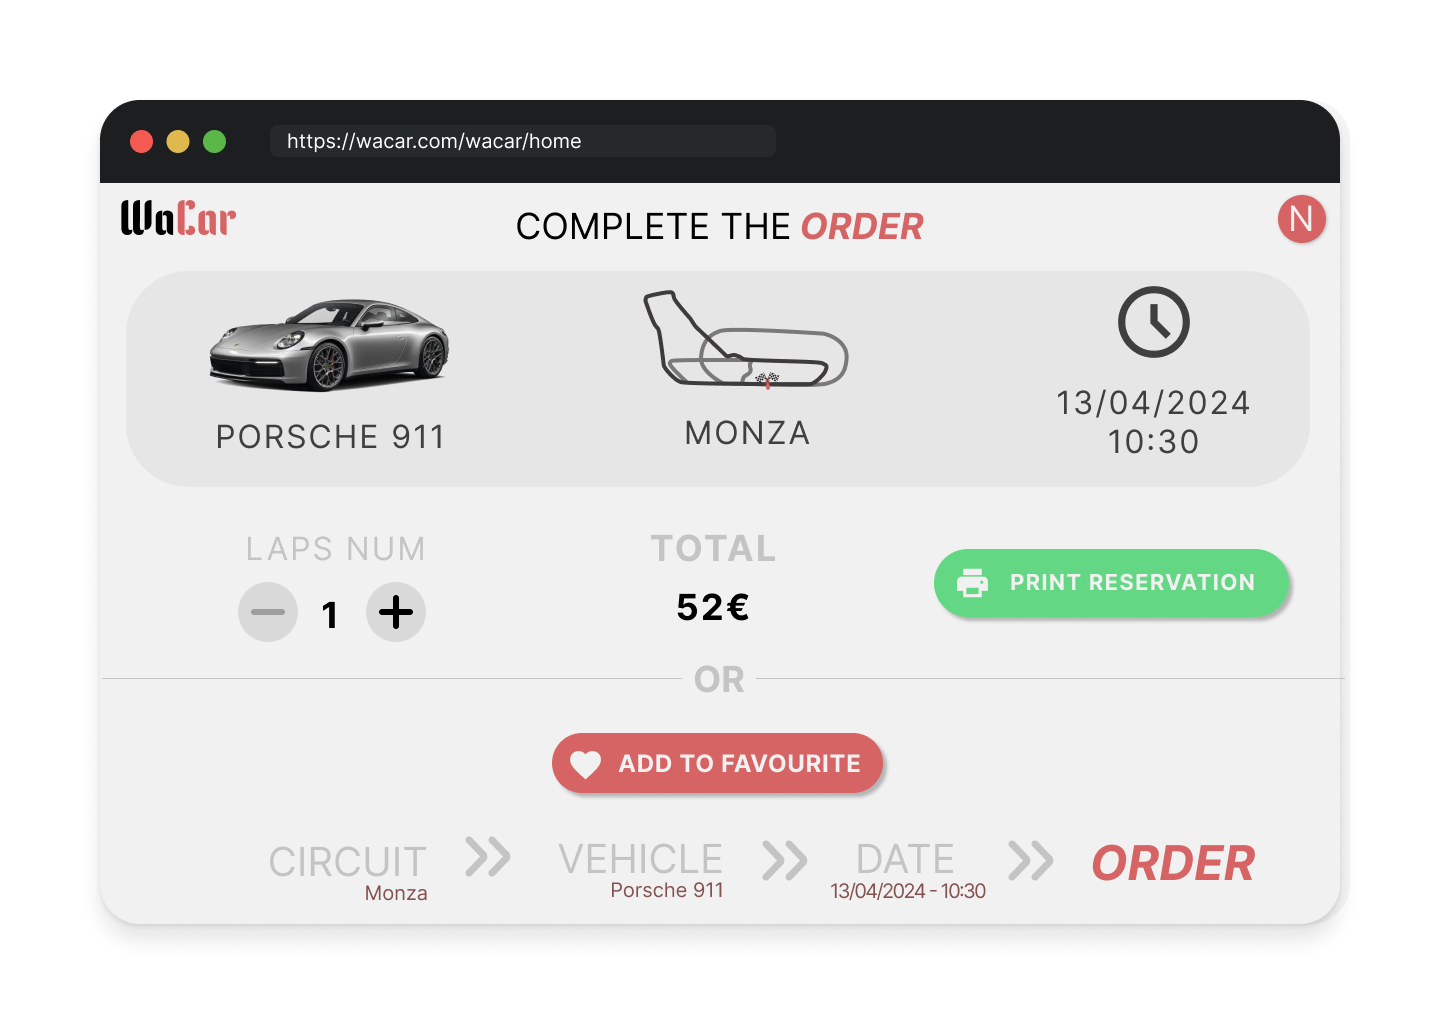 https://wacar.com/wacar/home
WaCar
COMPLETE THE ORDER
N
PORSCHE 911
MONZA
13/04/2024
10:30
LAPS NUM
1
TOTAL
52€
PRINT RESERVATION
OR
ADD TO FAVOURITE
CIRCUIT
Monza
VEHICLE
Porsche 911
DATE
13/04/2024 - 10:30
ORDER